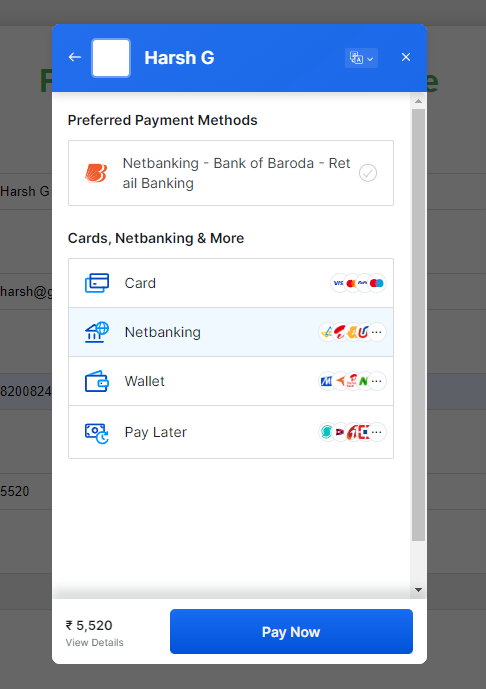 Harsh G
Preferred Payment Methods
Netbanking - Bank of Baroda - Ret
ail Banking
Cards, Netbanking & More
Card
VISA
Netbanking
Wallet
Pay Later
₹ 5,520
View Details
Pay Now
F
e
Harsh G
harsh@g
8200824
5520